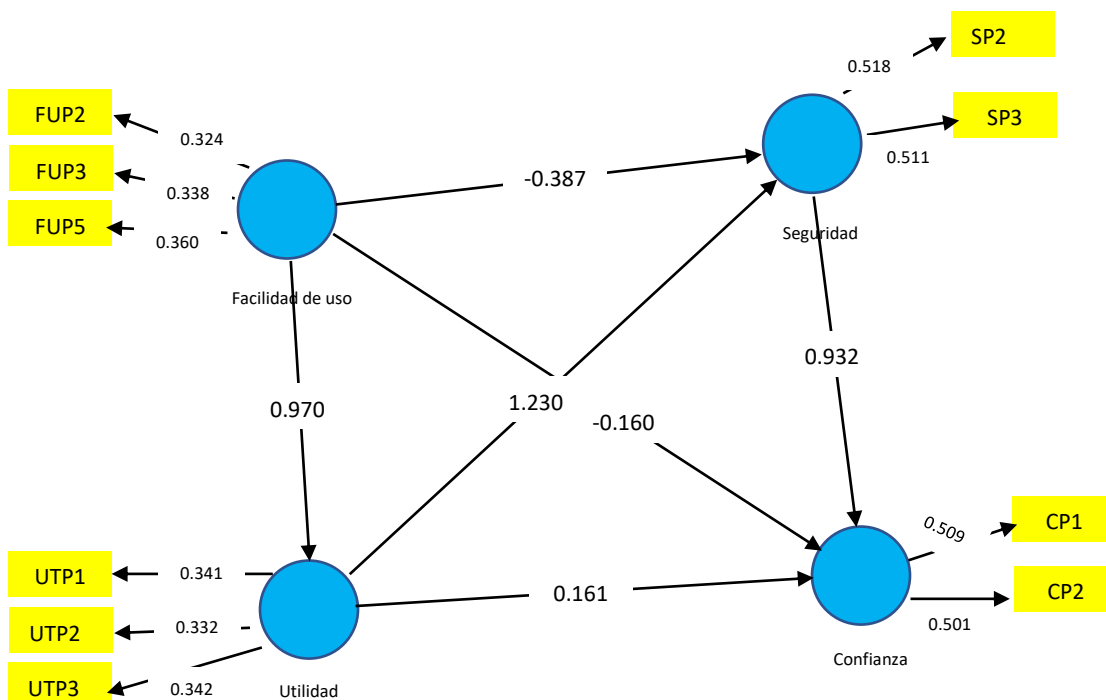 SP2
0.518
FUP2
SP3
0.324
0.511
FUP3
-0.387
0.338
FUP5
0.360
Seguridad
Facilidad de uso
0.932
0.970
1.230
-0.160
CP1
0.509
UTP1
0.341
CP2
0.161
UTP2
0.332
0.501
Confianza
UTP3
0.342
Utilidad